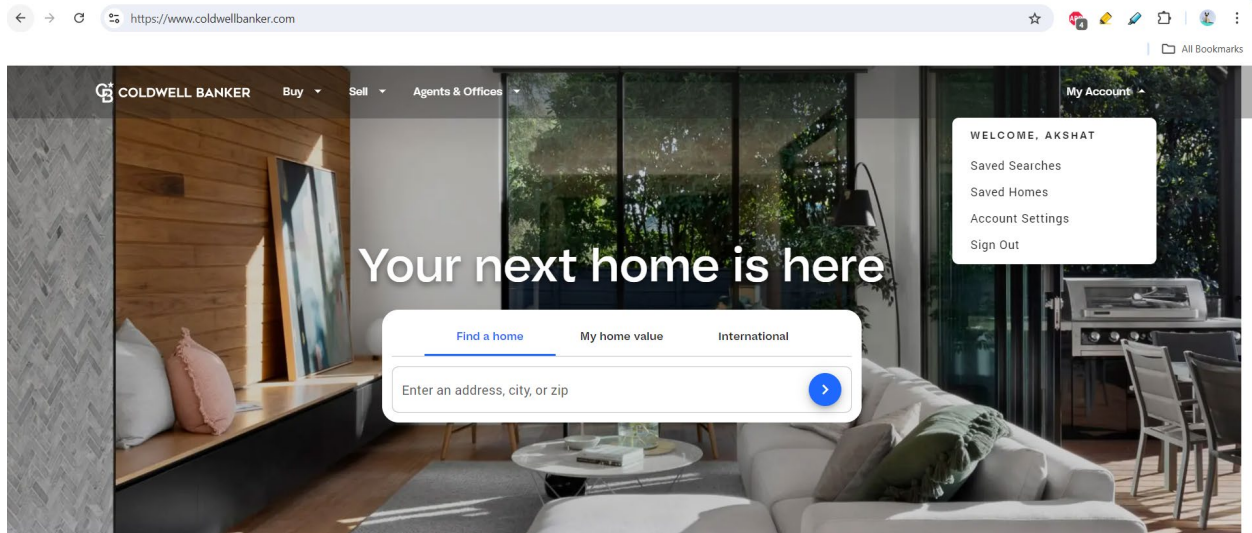 https://www.coldwellbanker.com
4
All Bookmarks
COLDWELL BANKER Buy Sell Agents & Offices My Account
WELCOME, AKSHAT
Saved Searches
Saved Homes
Account Settings
Sign Out
Your next home is here
Find a home My home value International
Enter an address, city, or zip